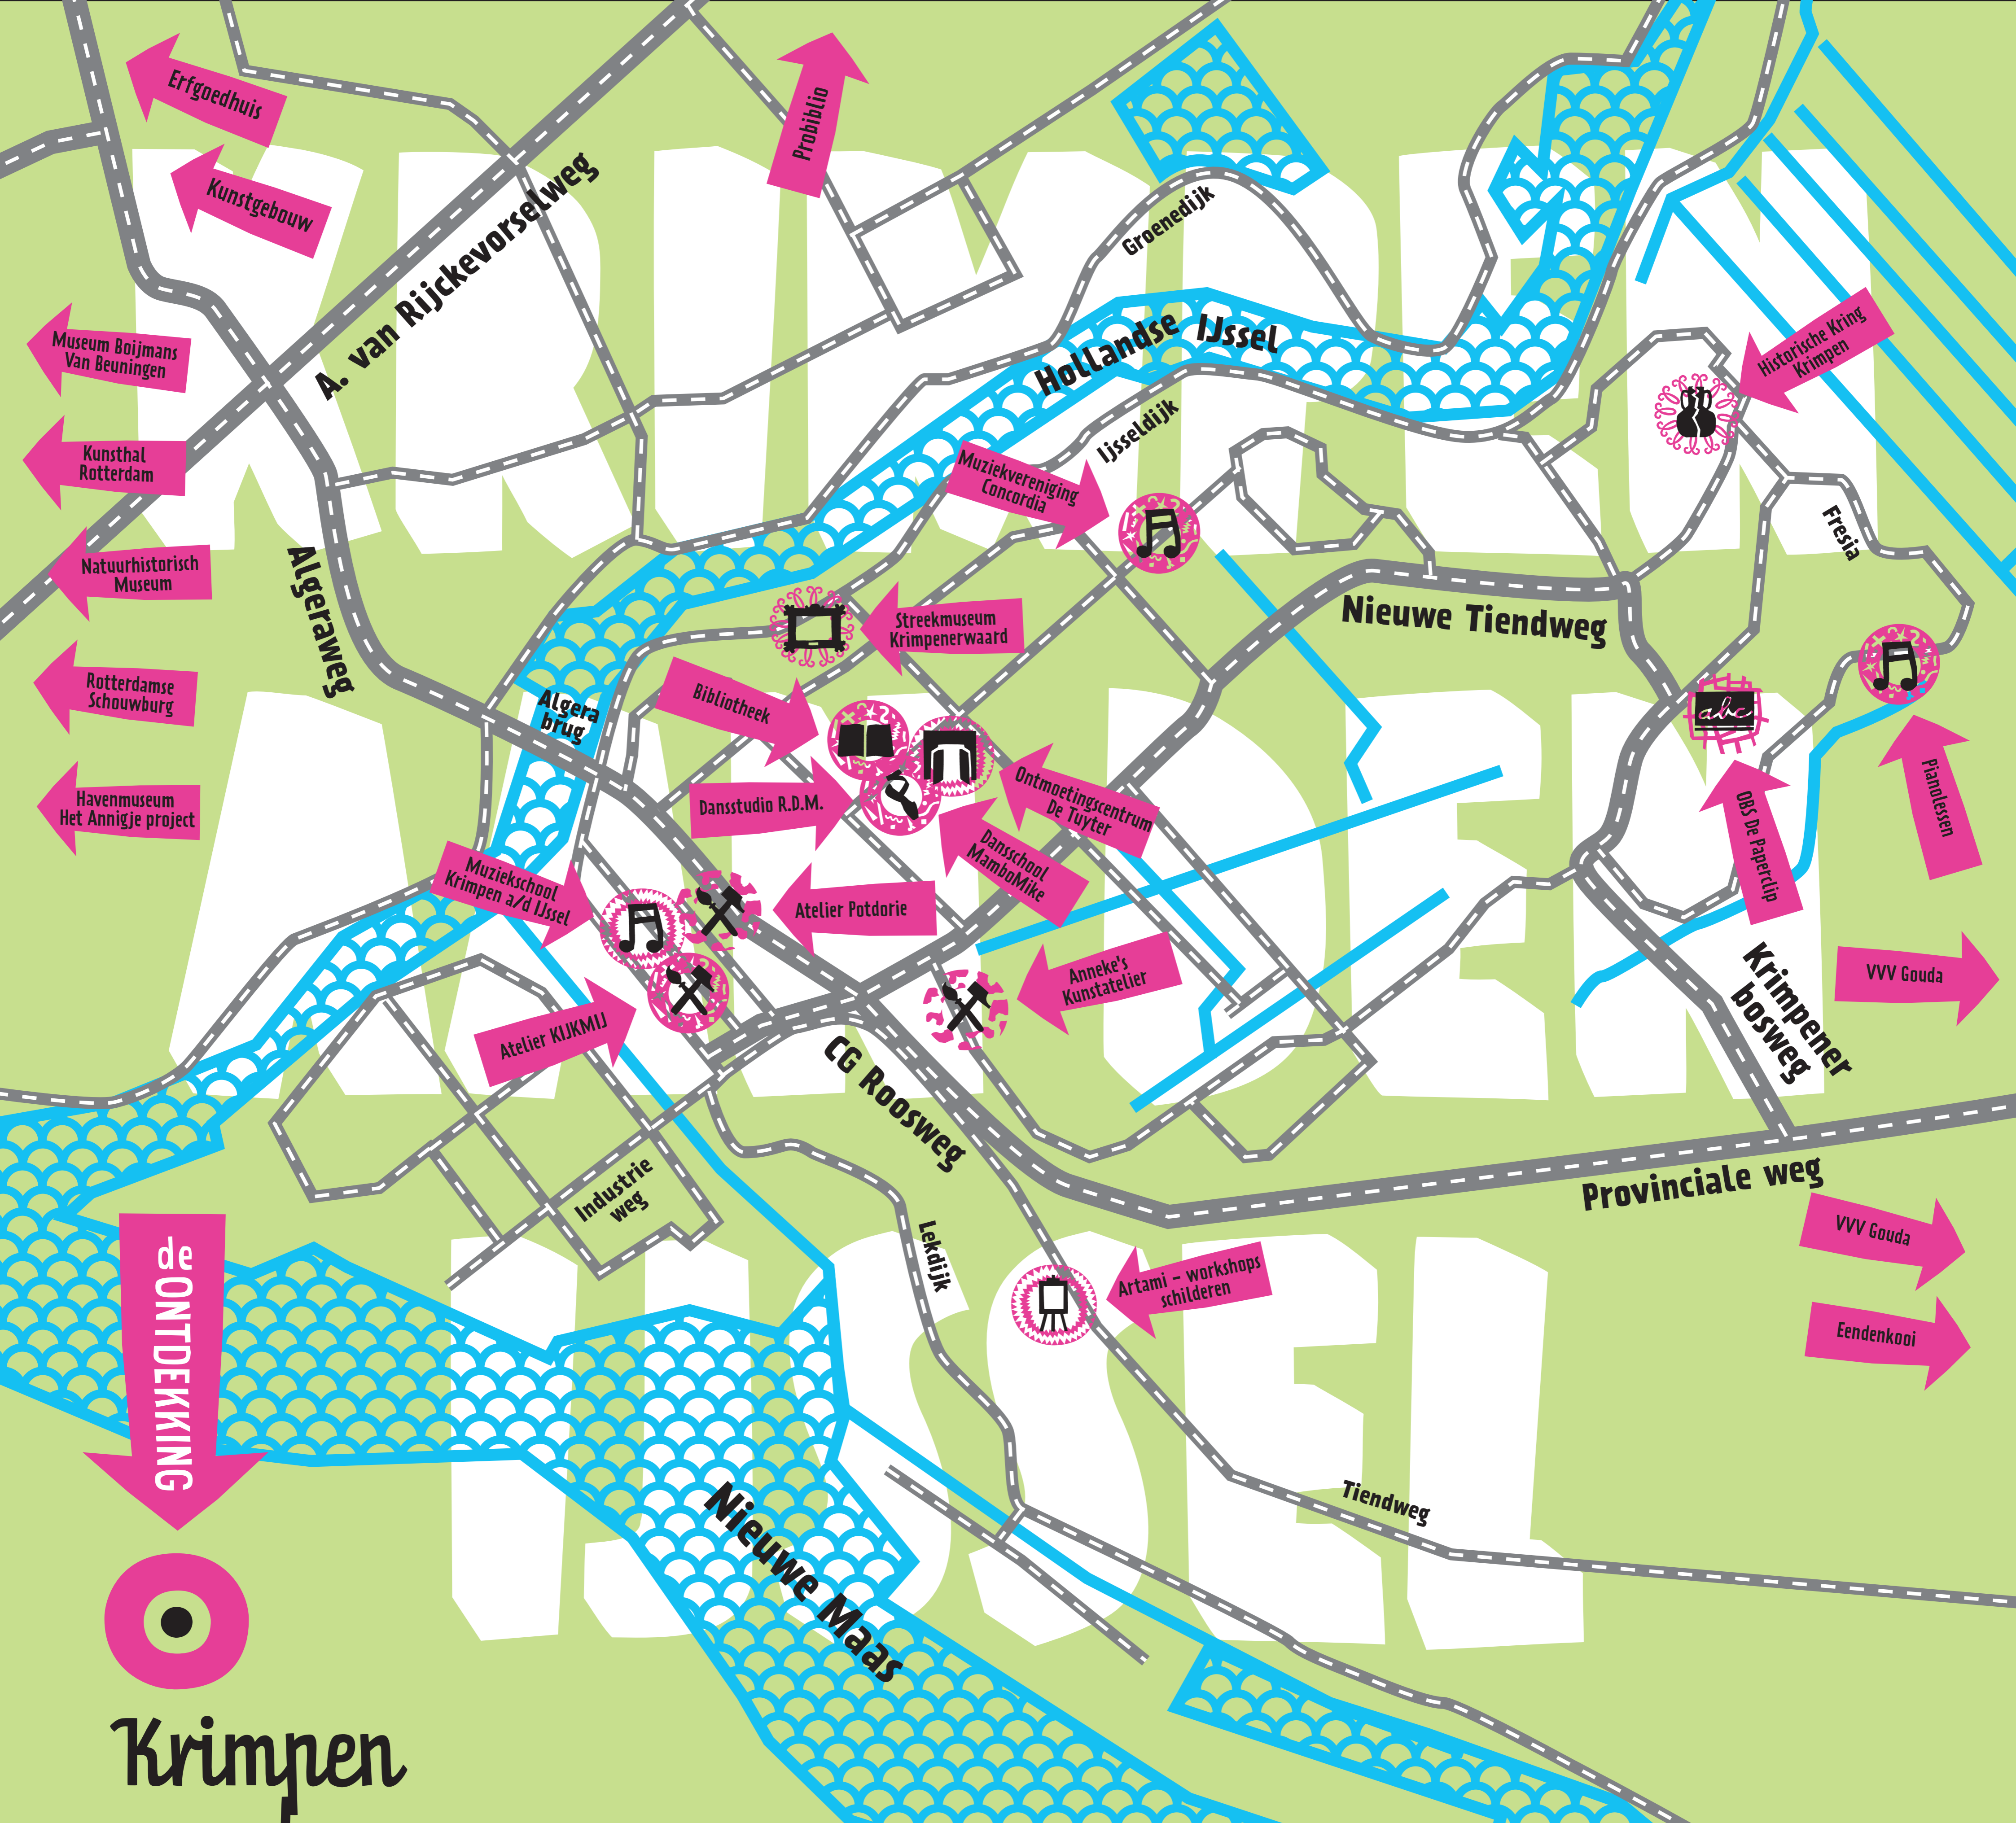 Erfgoedhuis
Kunstgebouw
Probiblio
A. van Rijckevorselweg
Groenedijk
Hollandse IJssel
Historische Kring
Krimpen
Museum Boijmans
Van Beuningen
Kunsthal
Rotterdam
Ijsseldijk
Muziekvereniging
Concordia
Fresia
Natuurhistorisch
Museum
Algeraweg
Streekmuseum
Krimpenerwaard
Nieuwe Tiendweg
Rotterdamse
Schouwburg
Algera
brug
Bibliotheek
Havenmuseum
Het Annigje project
Dansstudio R.D.M.
Ontmoetingscentrum
De Tuyter
Dansschool
MamboMike
abc
OBS De Paperclip
Pianolessen
Muziekschool
Krimpen a/d IJssel
Atelier Potdorie
Anneke's
Kunstatelier
Krimpener
bosweg
VVV Gouda
Atelier KIJKMIJ
CG Roosweg
Industrie
weg
Provinciale weg
Lekdijk
VVV Gouda
Artami – workshops
schilderen
Eendenkooi
de ONTDEKKING
Tiendweg
Nieuwe Maas
Krimpen